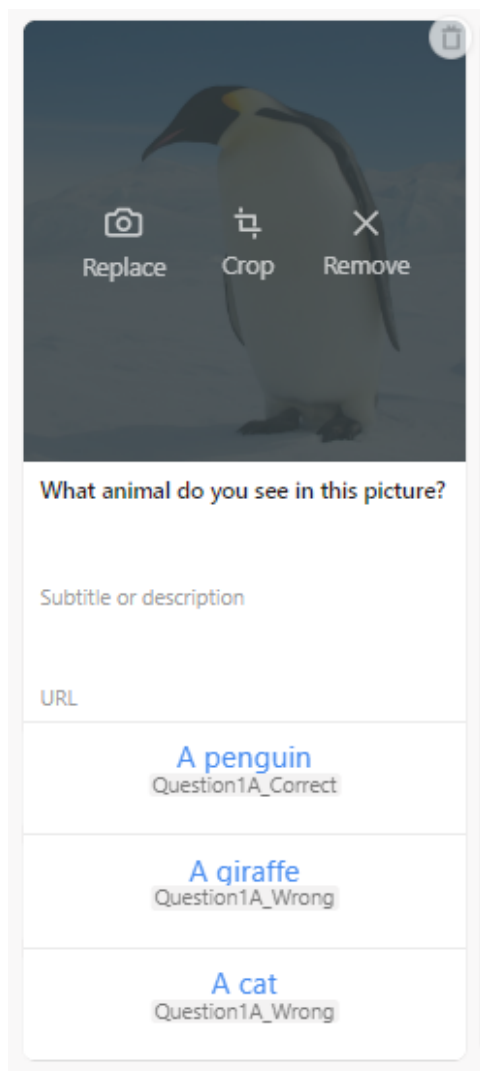 Replace Crop Remove
What animal do you see in this picture?
Subtitle or description
URL
A penguin
Question1A_Correct
A giraffe
Question1A_Wrong
A cat
Question1A_Wrong